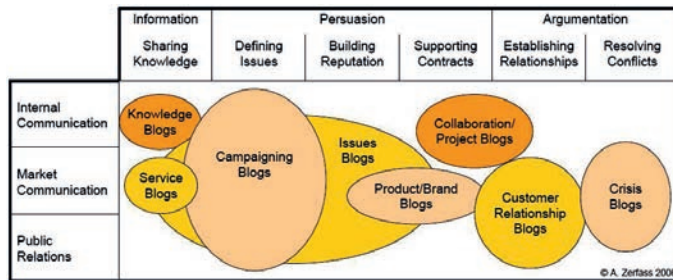 Information Persuasion Argumentation
Sharing Defining Building Supporting Establishing Resolving
Knowledge Issues Reputation Contracts Relationships Conflicts
Internal
Communication
Knowledge
Blogs
Collaboration/
Project Blogs
Market
Communication
Service
Blogs
Campaigning
Blogs
Issues
Blogs
Product/Brand
Blogs
Customer
Relationship
Blogs
Crisis
Blogs
Public
Relations